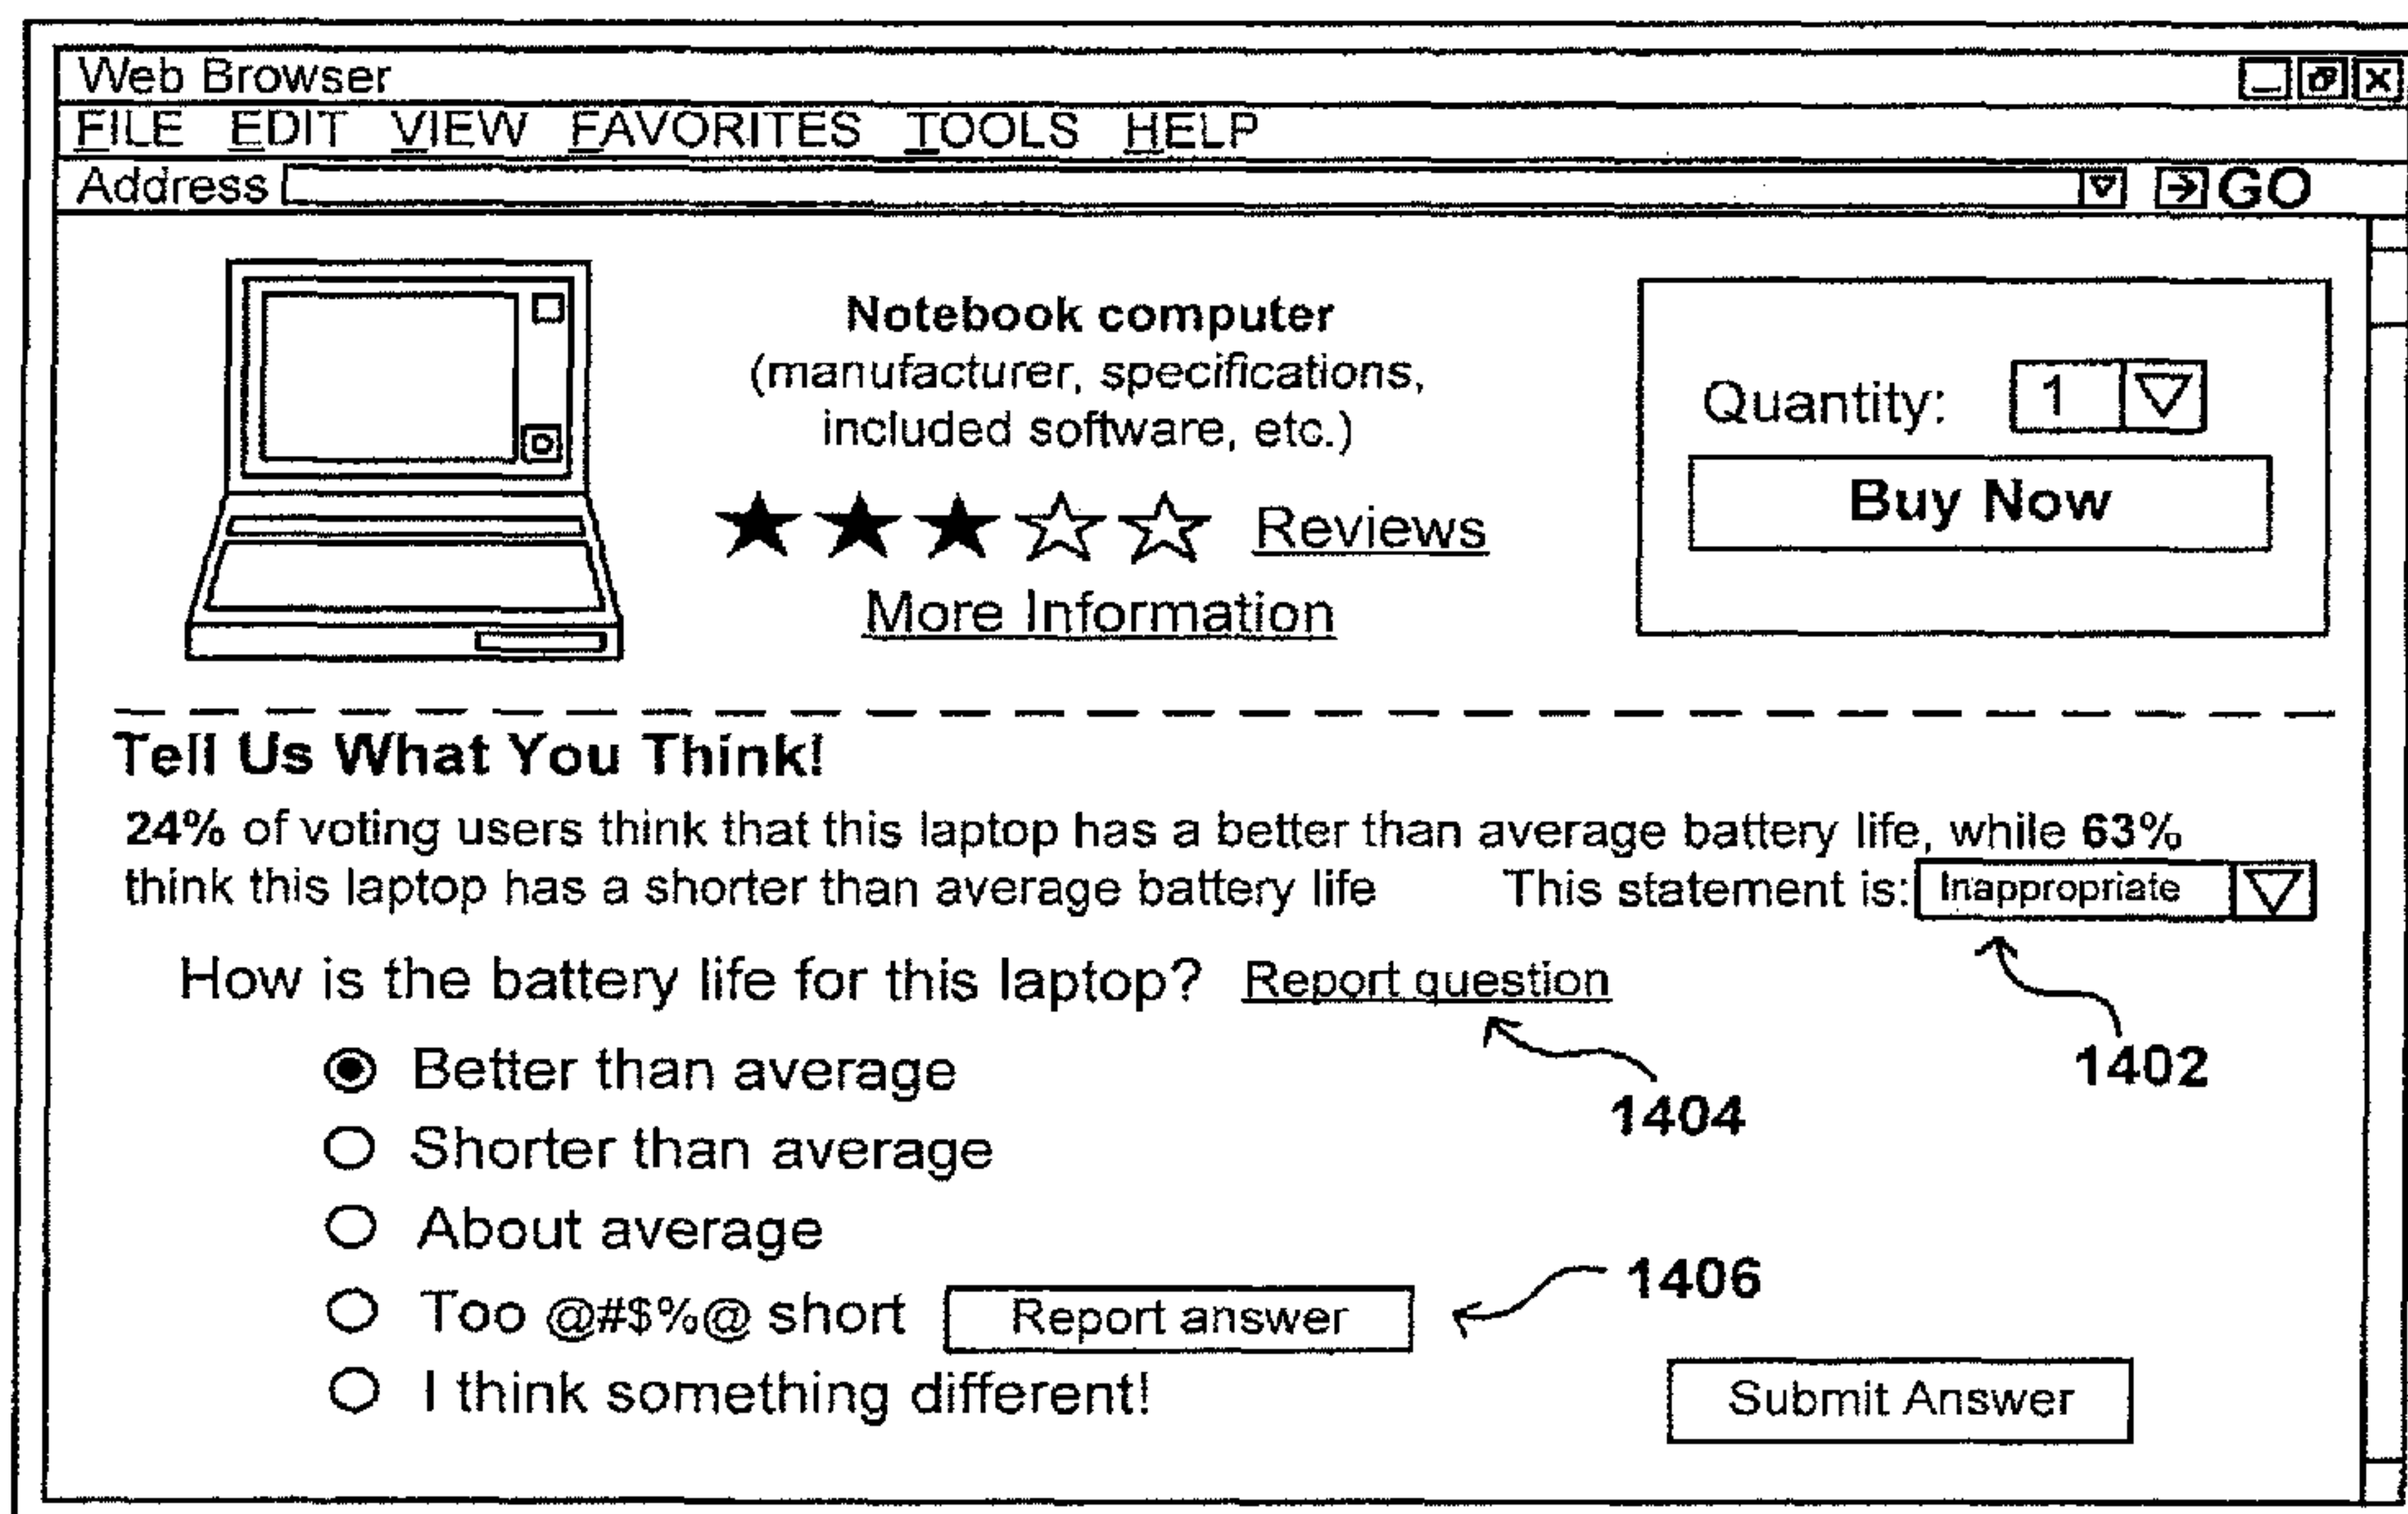 Web Browser
FILE EDIT VIEW FAVORITES TOOLS HELP
Address GO
Notebook computer
(manufacturer, specifications,
included software, etc.)
Reviews
More Information
Quantity: 1
Buy Now
Tell Us What You Think!
24% of voting users think that this laptop has a better than average battery life, while 63%
think this laptop has a shorter than average battery life This statement is: Inappropriate
How is the battery life for this laptop? Report question
1402
1404
Better than average
Shorter than average
About average
Too @#$%@ short Report answer
1406
I think something different!
Submit Answer